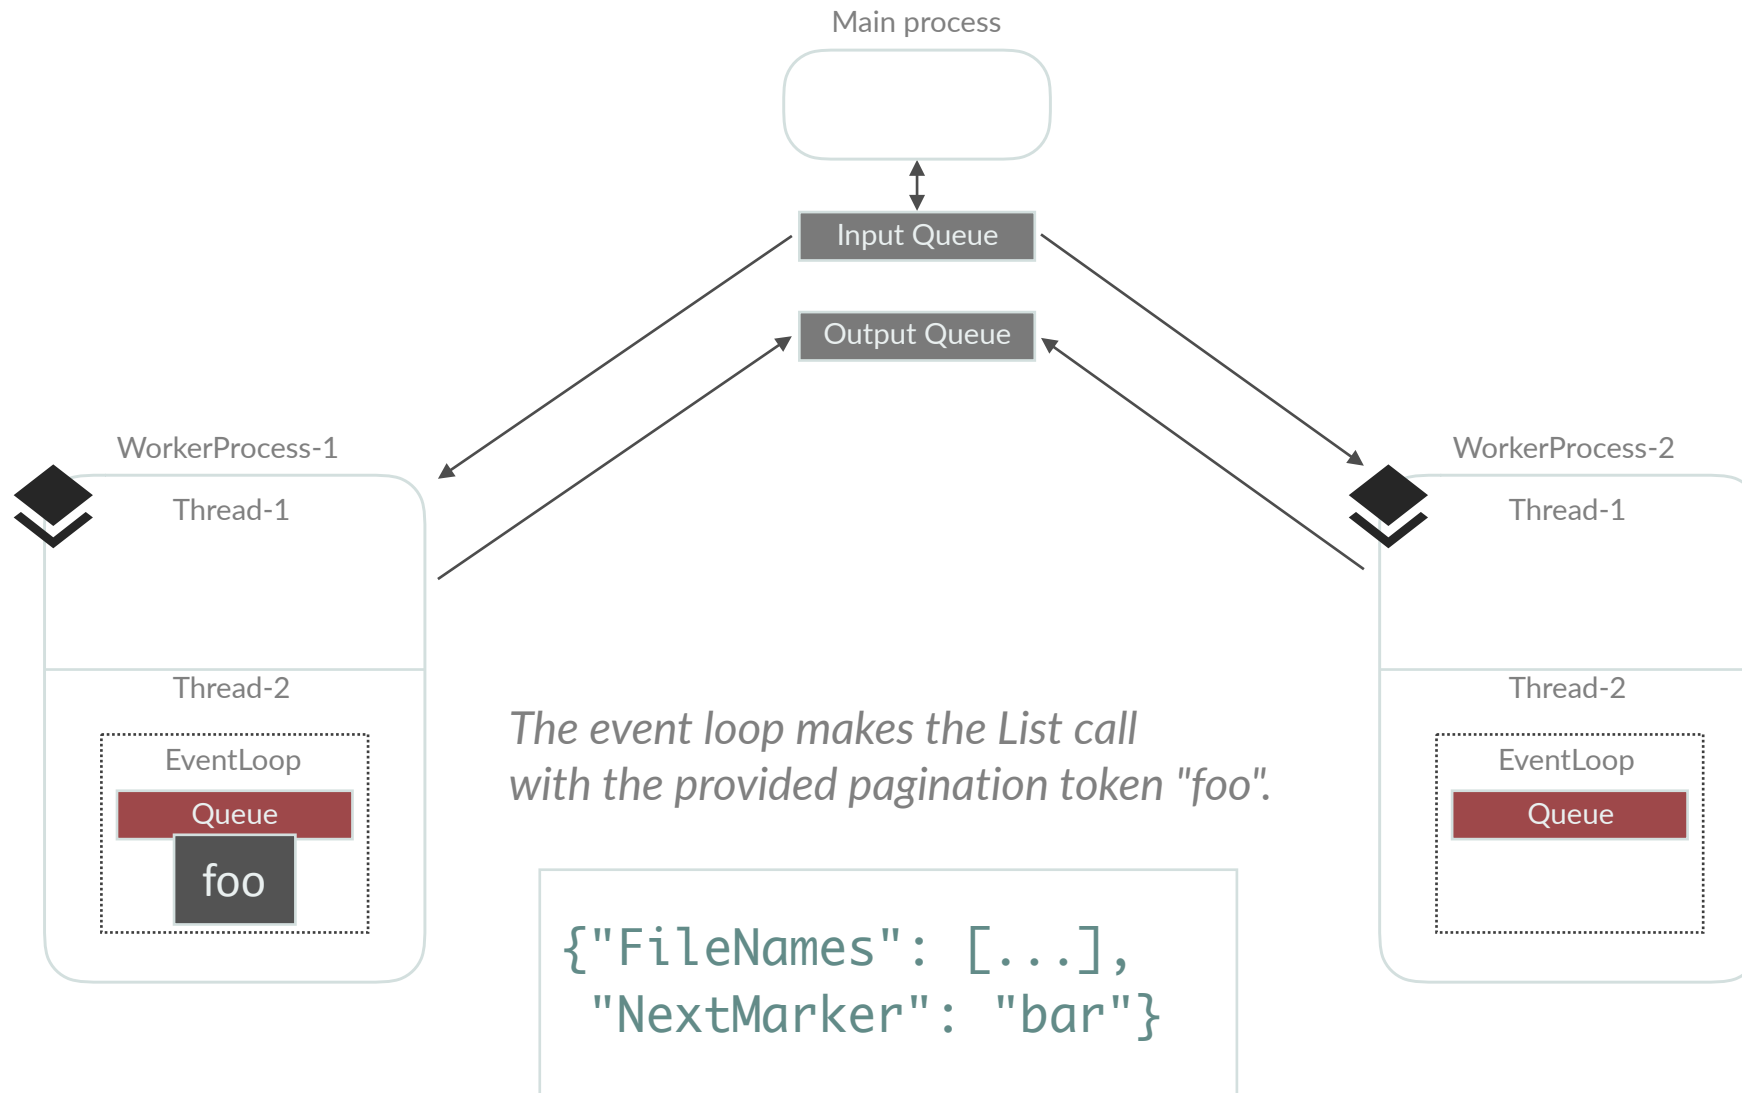 Main process
Input Queue
Output Queue
WorkerProcess-1
Thread-1
Thread-2
EventLoop
Queue
foo
The event loop makes the List call
with the provided pagination token "foo".
{"FileNames": [...],
"NextMarker": "bar"}
WorkerProcess-2
Thread-1
Thread-2
EventLoop
Queue